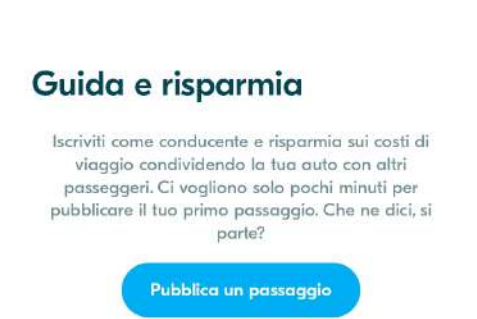 Guida e risparmia
Iscriviti come conducente e risparmia sui costi di
viaggio condividendo la tua auto con altri
passeggeri. Ci vogliono solo pochi minuti per
pubblicare il tuo primo passaggio. Che ne dici, si
parte?
Pubblica un passaggio